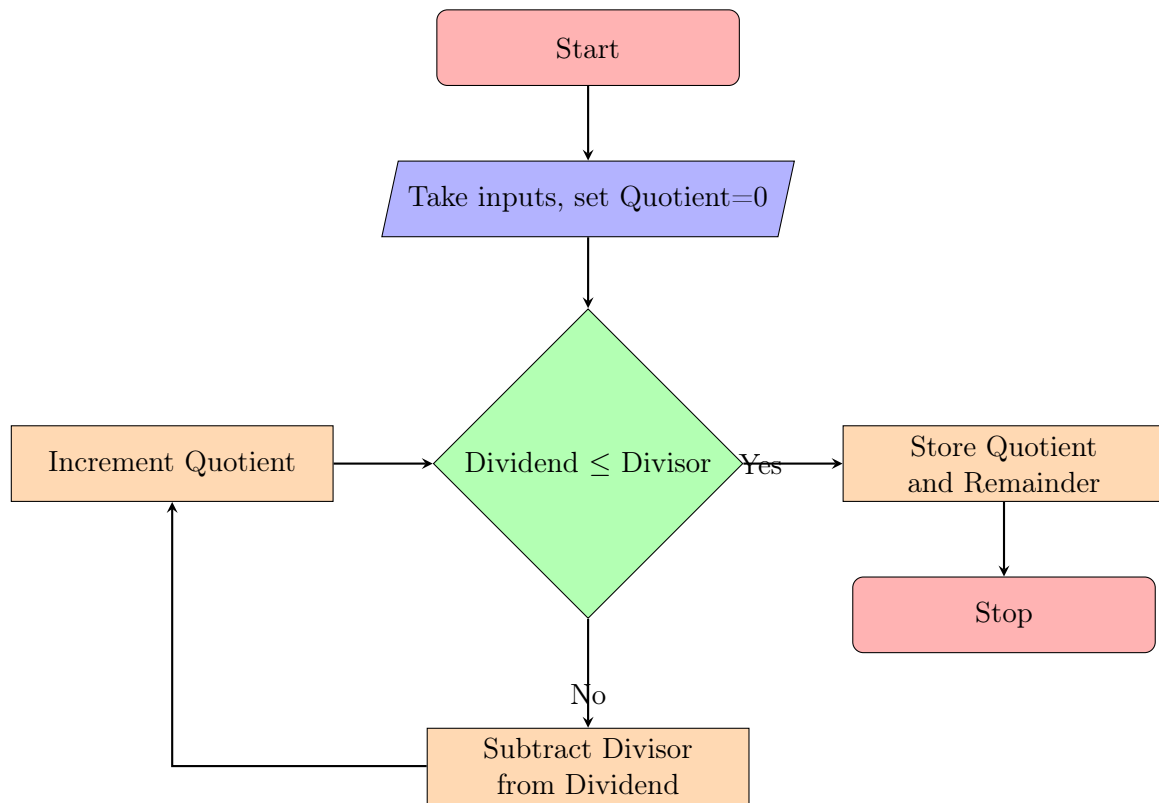 Start
Take inputs, set Quotient=0
Increment Quotient
Dividend ≤ Divisor
Yes
Store Quotient
and Remainder
Stop
No
Subtract Divisor
from Dividend